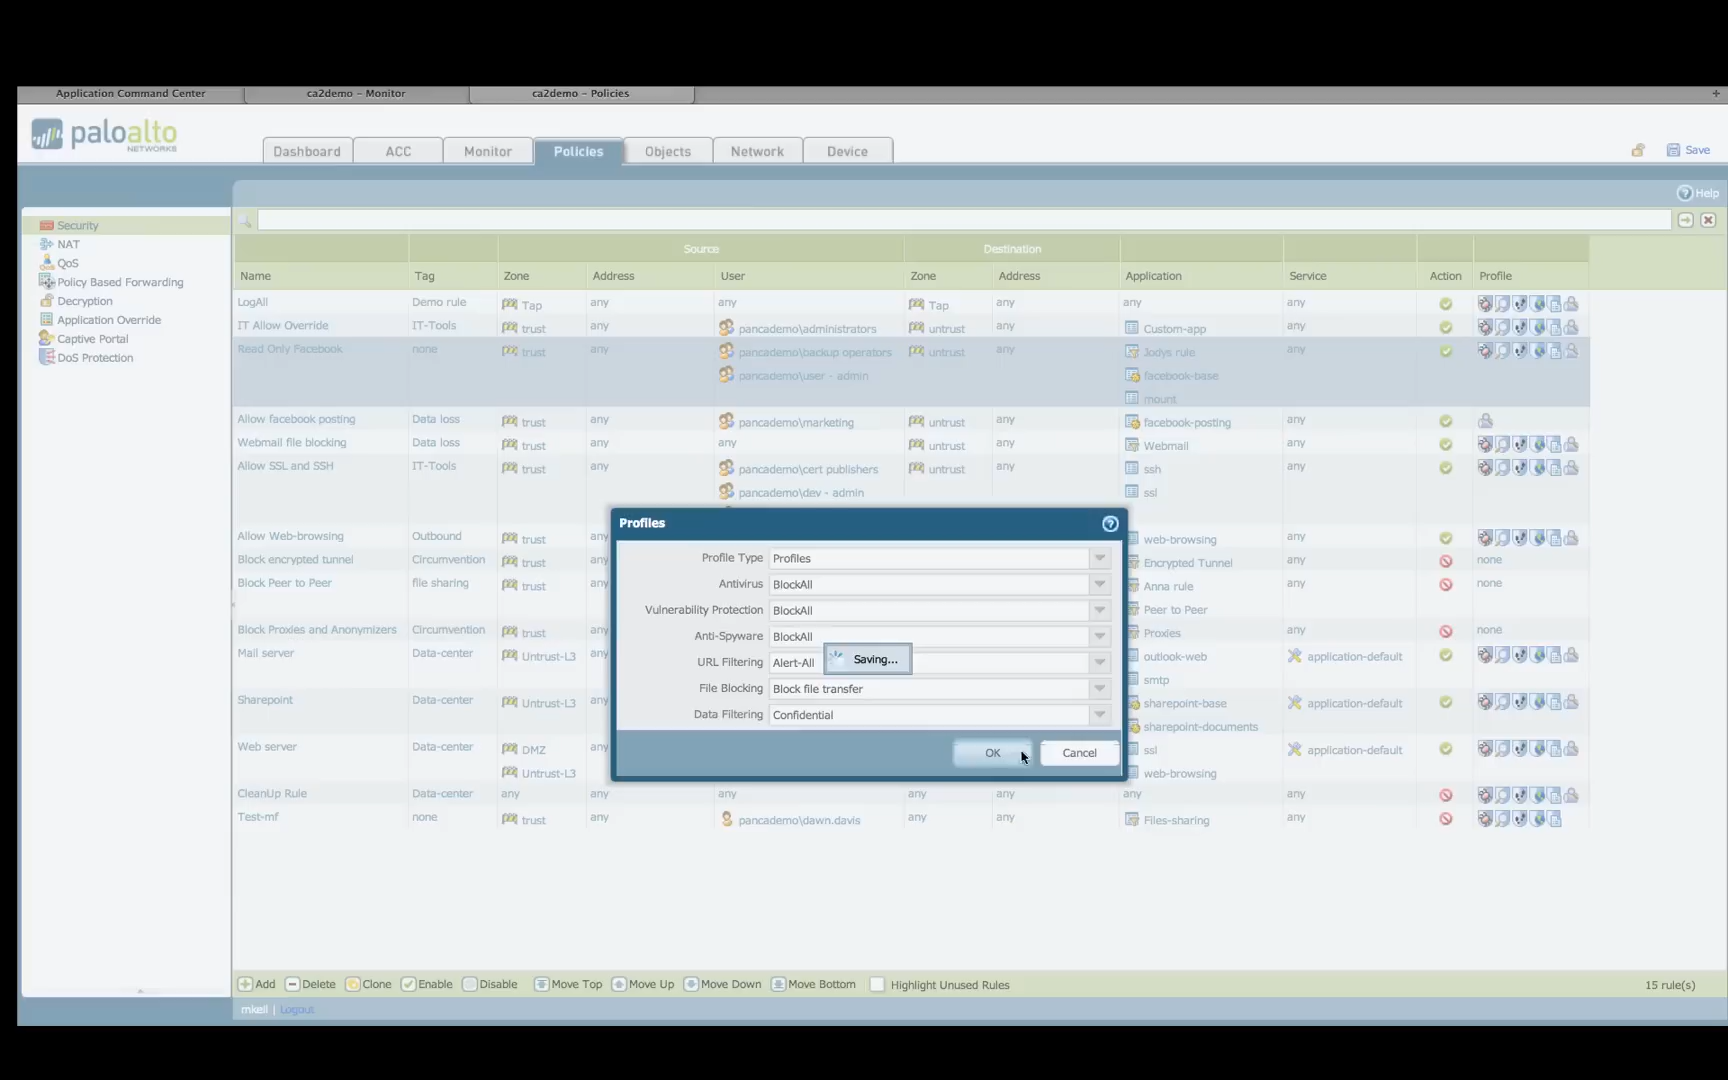 Application Command Center ca2demo – Monitor ca2demo – Policies +
paloalto
NETWORKS
Dashboard ACC Monitor Policies Objects Network Device Save
Help
Security
NAT
QoS
Policy Based Forwarding
Decryption
Application Override
Captive Portal
DoS Protection
Source Destination
Name Tag Zone Address User Zone Address Application Service Action Profile
LogAll Demo rule Tap any any Tap any any any
IT Allow Override IT-Tools trust any pancademo\administrators untrust any Custom-app any
Read Only Facebook none trust any pancademo\backup operators untrust any Jodys rule any
pancademo\user - admin facebook-base
mount
Allow facebook posting Data loss trust any pancademo\marketing untrust any facebook-posting any
Webmail file blocking Data loss trust any any untrust any Webmail any
Allow SSL and SSH IT-Tools trust any pancademo\cert publishers untrust any ssh any
pancademo\dev - admin ssl
Allow Web-browsing Outbound trust any web-browsing any
Block encrypted tunnel Circumvention trust any Encrypted Tunnel any none
Block Peer to Peer file sharing trust any Anna rule any none
Peer to Peer
Block Proxies and Anonymizers Circumvention trust any Proxies any none
Mail server Data-center Untrust-L3 any outlook-web application-default
smtp
Sharepoint Data-center Untrust-L3 any sharepoint-base application-default
sharepoint-documents
Web server Data-center DMZ any ssl application-default
Untrust-L3 web-browsing
CleanUp Rule Data-center any any any any any any any
Test-mf none trust any pancademo\dawn.davis any any Files-sharing any
Profiles
Profile Type Profiles
Antivirus BlockAll
Vulnerability Protection BlockAll
Anti-Spyware BlockAll
URL Filtering Alert-All
Saving...
File Blocking Block file transfer
Data Filtering Confidential
OK Cancel
Add Delete Clone Enable Disable Move Top Move Up Move Down Move Bottom Highlight Unused Rules 15 rule(s)
mkell | Logout